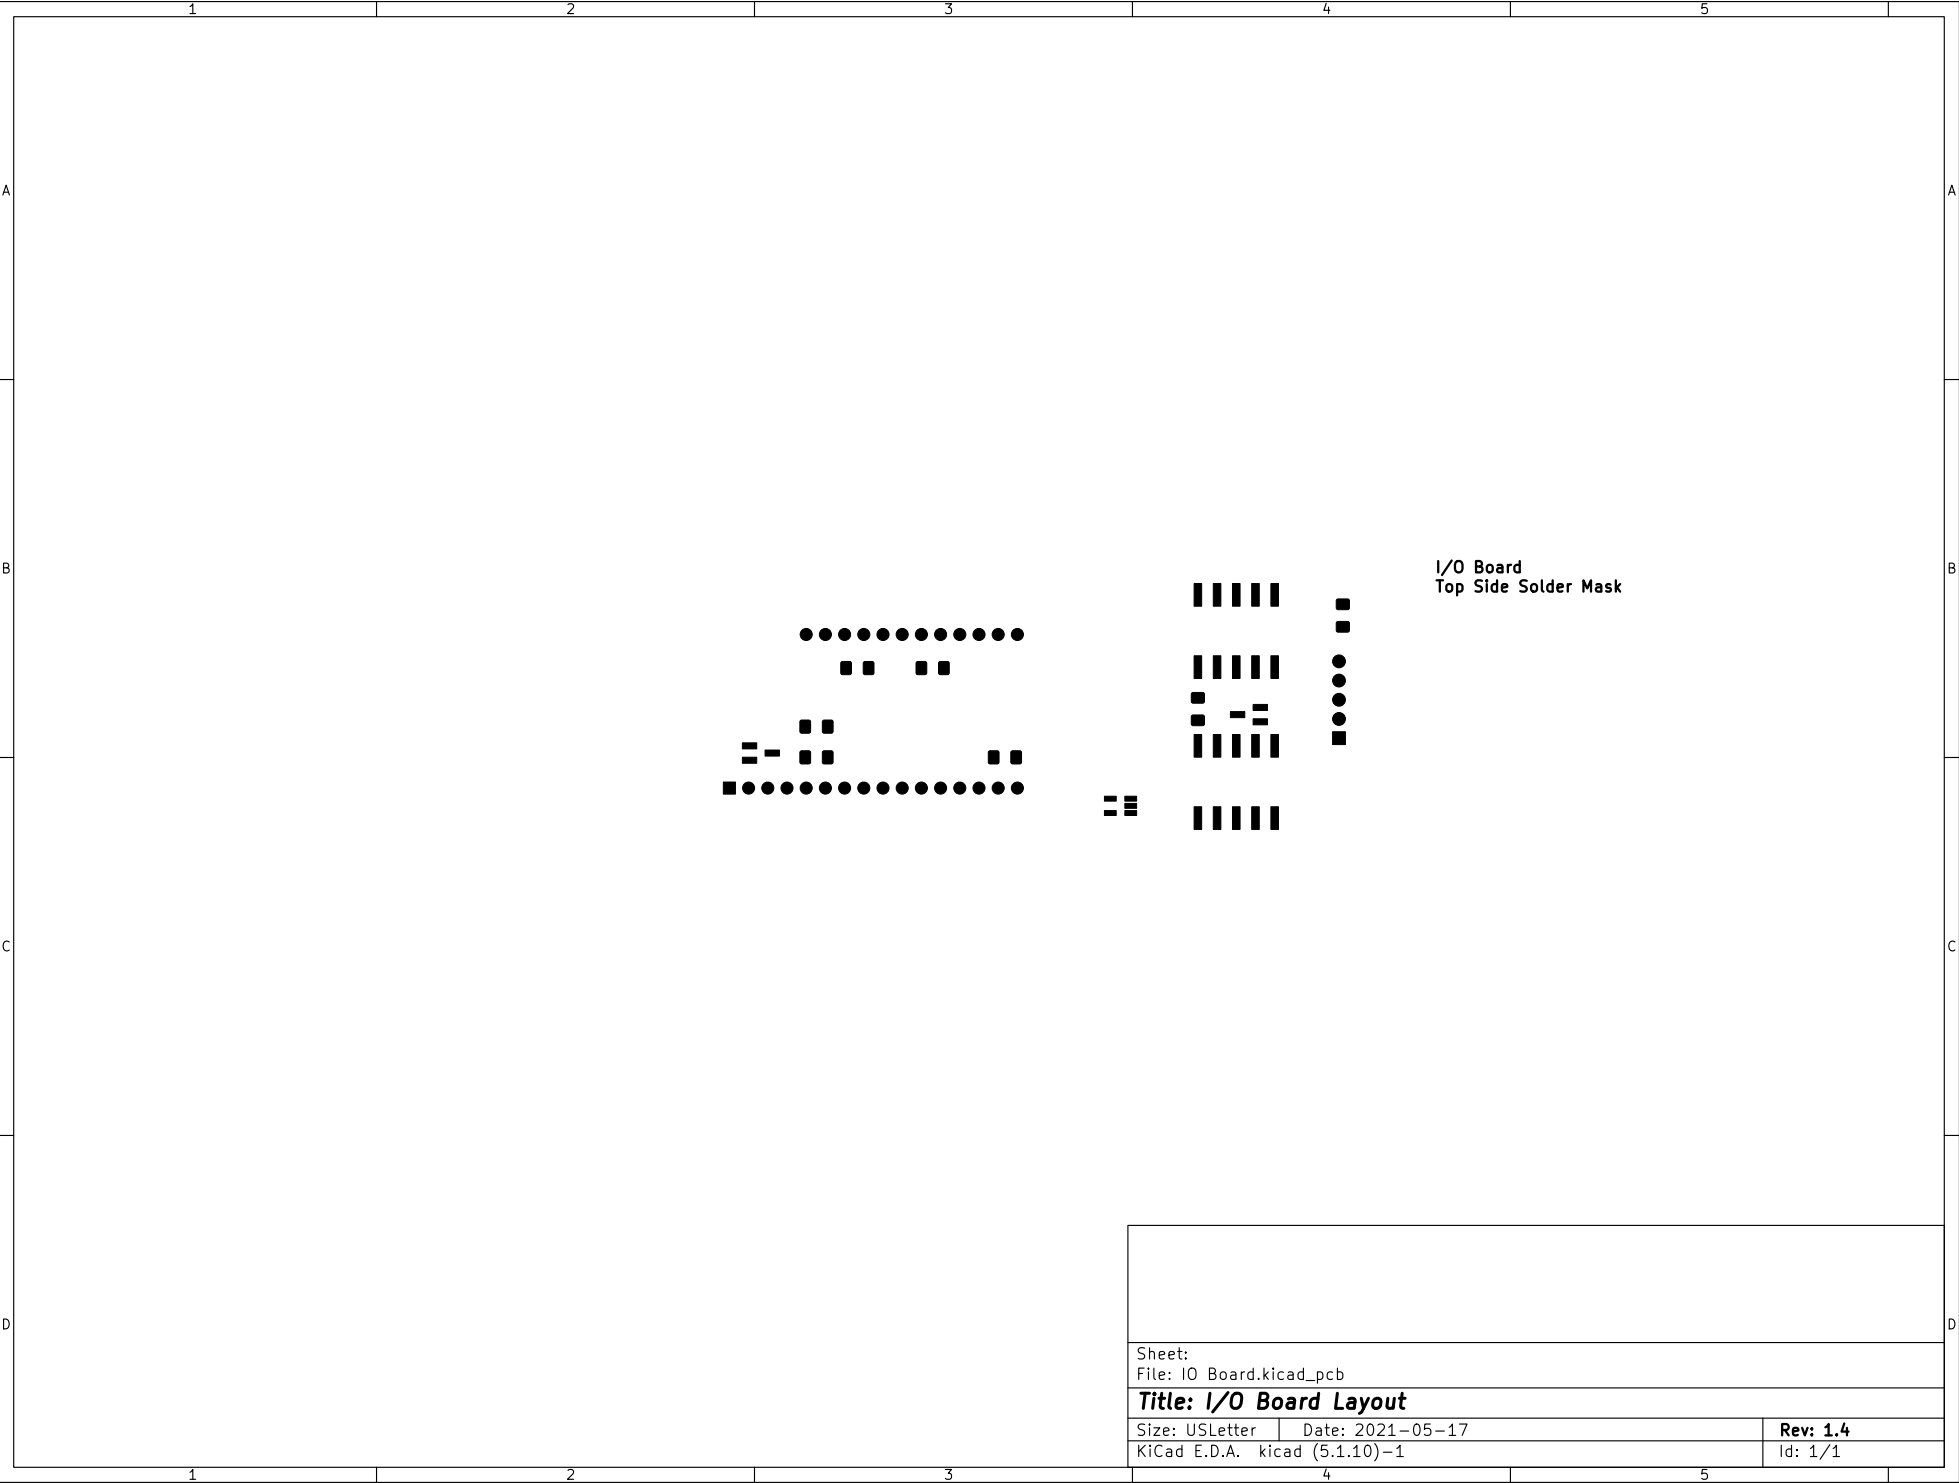 1 2 3 4 5
A A
I/O Board
B B
Top Side Solder Mask
C C
D D
Sheet:
File: IO Board.kicad_pcb
Title: I/O Board Layout
Size: USLetter Date: 2021-05-17 Rev: 1.4
KiCad E.D.A. kicad (5.1.10)-1 Id: 1/1
1 2 3 4 5